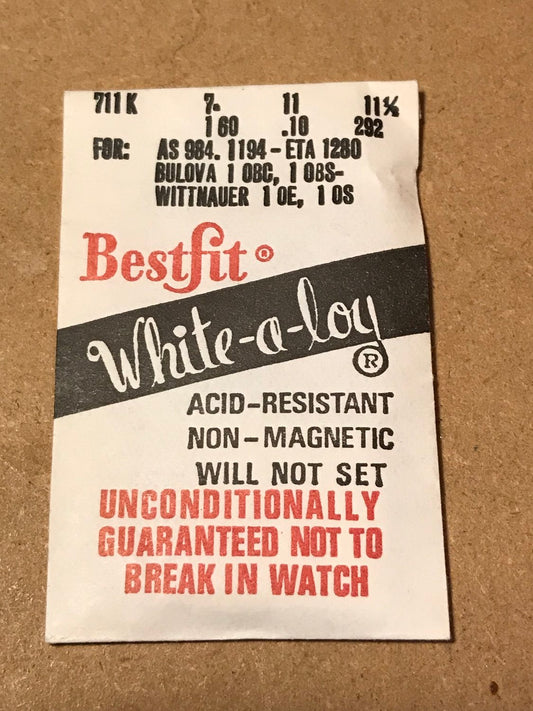 711 K 7- 11 11½
1 60 .10 292
FOR: AS 984. 1194 - ETA 1280
BULOVA 1 0BC, 1 0BS-
WITTNAUER 1 0E, 1 0S
Bestfit ®
White-a-loy ®
ACID-RESISTANT
NON-MAGNETIC
WILL NOT SET
UNCONDITIONALLY
GUARANTEED NOT TO
BREAK IN WATCH